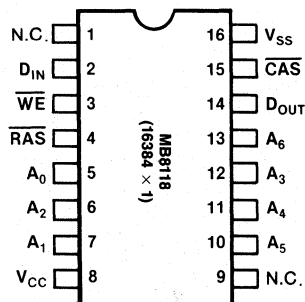 N.C. 1 16 VSS
DIN 2 15 CAS
WE 3 14 DOUT
RAS 4 13 A6
A0 5 12 A3
A2 6 11 A4
A1 7 10 A5
VCC 8 9 N.C.
MB8118
(16384 × 1)